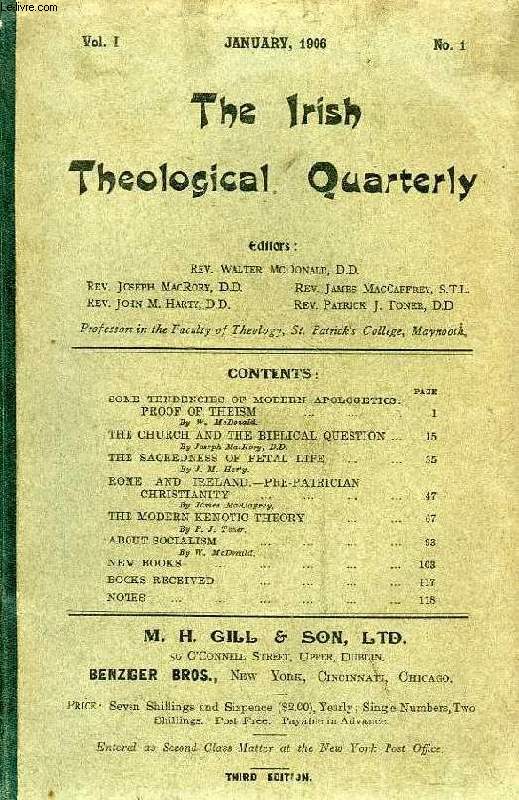 Le-livre.com
Vol. I JANUARY, 1906 No. 1
The Irish
Theological Quarterly
Editors:
REV. WALTER MCDONALD, D.D.
REV. JOSEPH MACRORY, D.D. REV. JAMES MACCAFFREY, S.T.L.
REV. JOHN M. HARTY, D.D. REV. PATRICK J. TONER, D.D
Professors in the Faculty of Theology, St. Patrick's College, Maynooth.
CONTENTS:
PAGE
SOME TENDENCIES OF MODERN APOLOGETICS.
PROOF OF THEISM ... ... ... 1
By W. McDonald.
THE CHURCH AND THE BIBLICAL QUESTION ... 15
By Joseph MacRory, D.D.
THE SACREDNESS OF FETAL LIFE ... ... ... 35
By J. M. Harty.
ROME AND IRELAND.—PRE-PATRICIAN
CHRISTIANITY ... ... ... ... 47
By James MacCaffrey.
THE MODERN KENOTIC THEORY ... ... 67
By P. J. Toner.
ABOUT SOCIALISM ... ... ... ... 93
By W. McDonald.
NEW BOOKS ... ... ... ... ... 103
BOOKS RECEIVED ... ... ... ... 117
NOTES ... ... ... ... ... ... 118
M. H. GILL & SON, LTD.
50 O'CONNELL STREET, UPPER, DUBLIN.
BENZIGER BROS., NEW YORK, CINCINNATI, CHICAGO.
PRICE: Seven Shillings and Sixpence ($2.00), Yearly; Single Numbers, Two
Shillings. Post Free. Payable in Advance.
Entered as Second Class Matter at the New York Post Office.
THIRD EDITION.